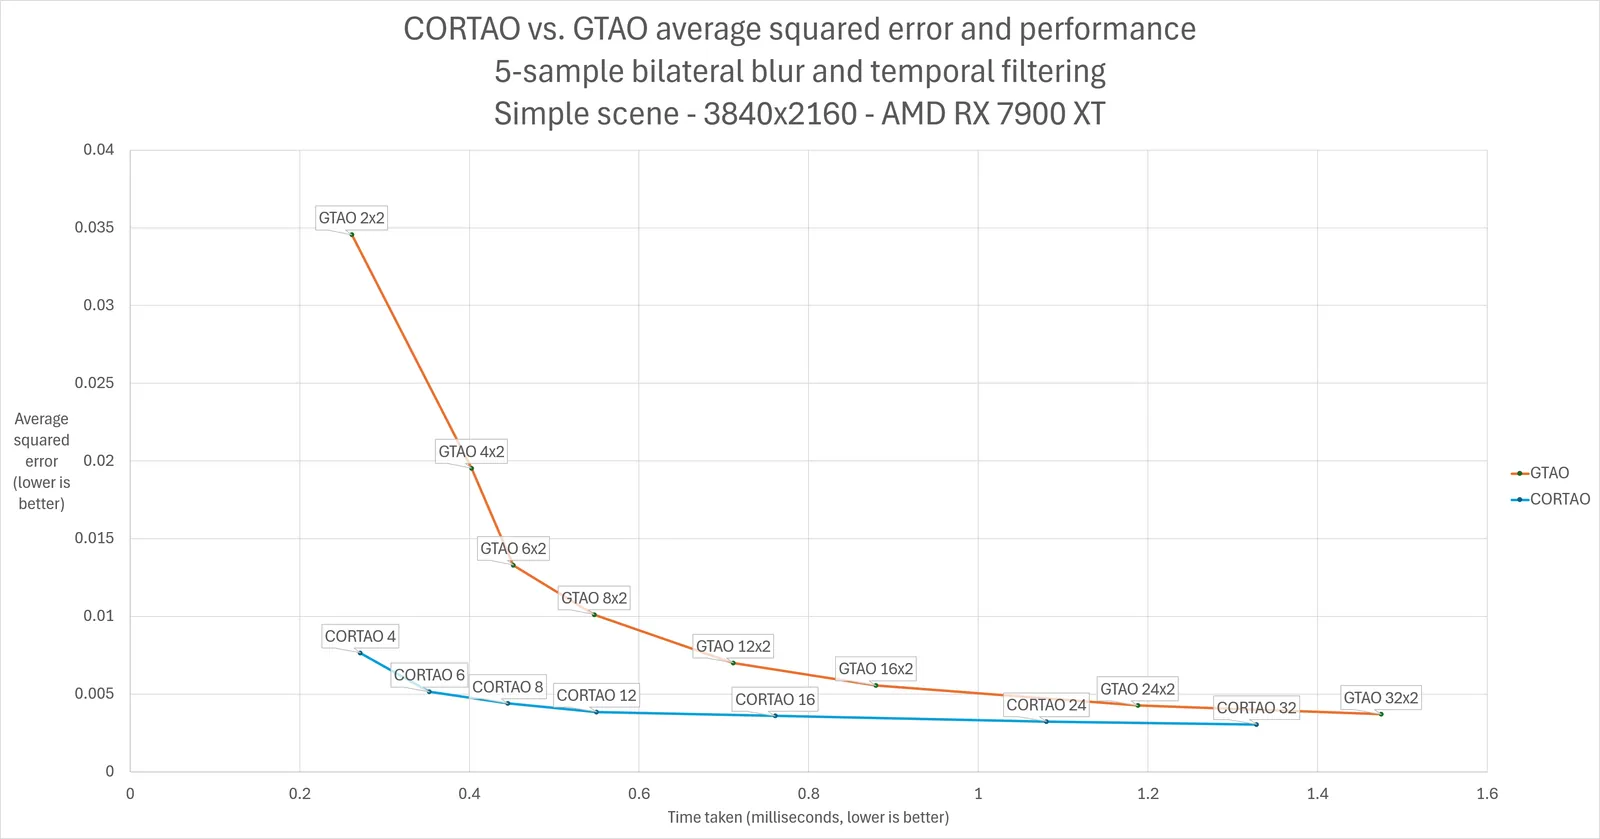 CORTAO vs. GTAO average squared error and performance
5-sample bilateral blur and temporal filtering
Simple scene - 3840x2160 - AMD RX 7900 XT
0.04
0.035
0.03
0.025
0.02
0.015
0.01
0.005
0
Average
squared
error
(lower is
better)
GTAO 2x2
GTAO 4x2
GTAO 6x2
GTAO 8x2
GTAO 12x2
GTAO 16x2
GTAO 24x2
GTAO 32x2
CORTAO 4
CORTAO 6
CORTAO 8
CORTAO 12
CORTAO 16
CORTAO 24
CORTAO 32
GTAO
CORTAO
0
0.2
0.4
0.6
0.8
1
1.2
1.4
1.6
Time taken (milliseconds, lower is better)